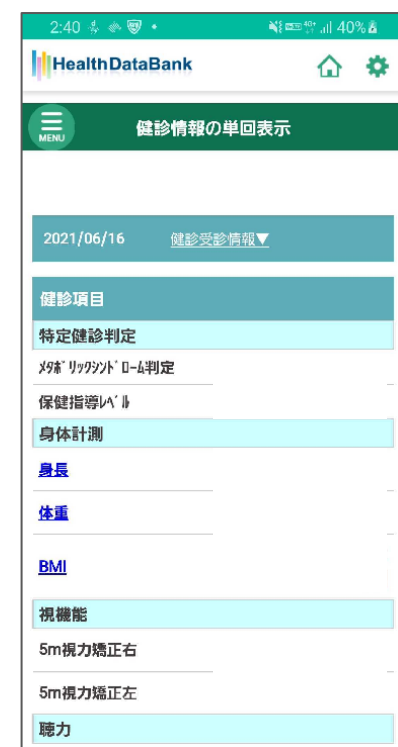 2:40
40%
HealthDataBank
MENU
健診情報の単回表示
2021/06/16 健診受診情報▼
健診項目
特定健診判定
ﾒﾀﾎﾞﾘｯｸｼﾝﾄﾞﾛｰﾑ判定
保健指導ﾚﾍﾞﾙ
身体計測
身長
体重
BMI
視機能
5m視力矯正右
5m視力矯正左
聴力